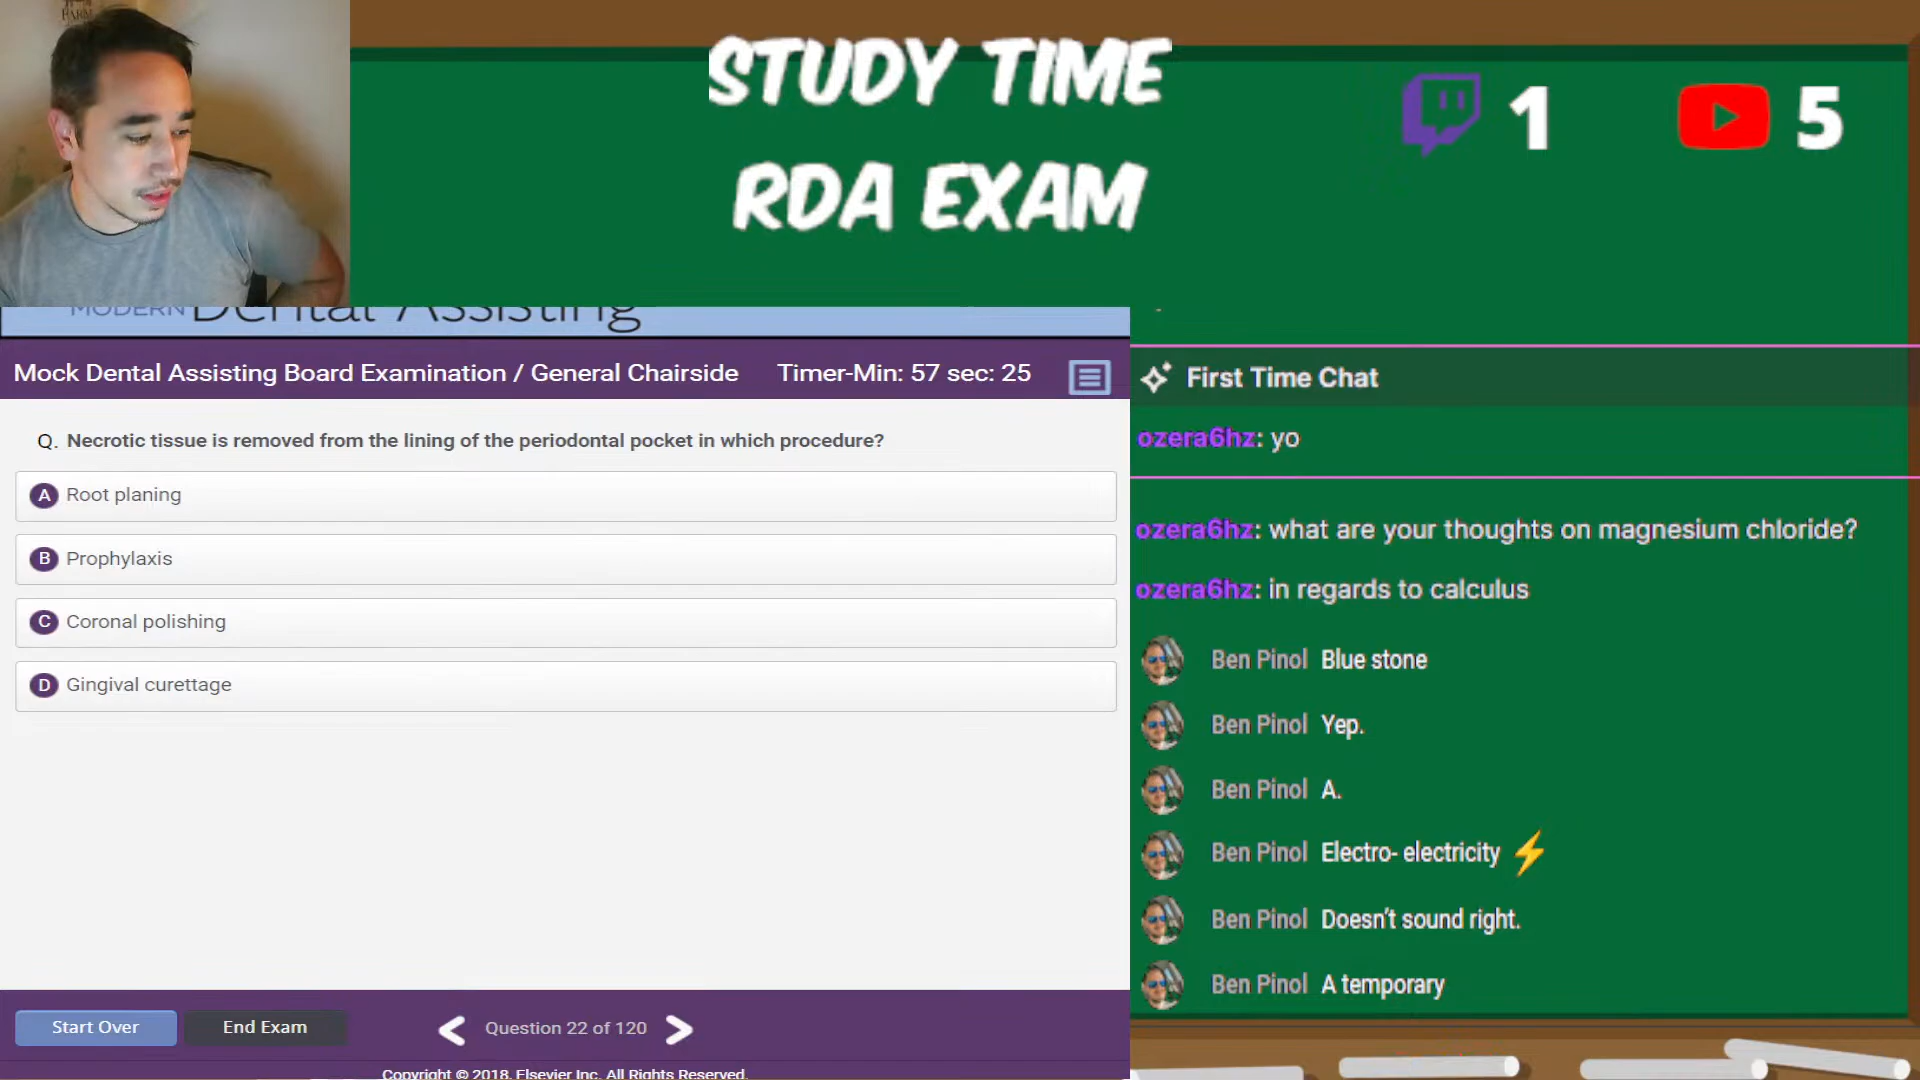 STUDY TIME
RDA EXAM
1
5
MODERN Dental Assisting
Mock Dental Assisting Board Examination / General Chairside
Timer-Min: 57 sec: 25
Q. Necrotic tissue is removed from the lining of the periodontal pocket in which procedure?
A Root planing
B Prophylaxis
C Coronal polishing
D Gingival curettage
Start Over
End Exam
Question 22 of 120
Copyright © 2018, Elsevier Inc. All Rights Reserved.
First Time Chat
ozera6hz: yo
ozera6hz: what are your thoughts on magnesium chloride?
ozera6hz: in regards to calculus
Ben Pinol Blue stone
Ben Pinol Yep.
Ben Pinol A.
Ben Pinol Electro- electricity ⚡
Ben Pinol Doesn't sound right.
Ben Pinol A temporary